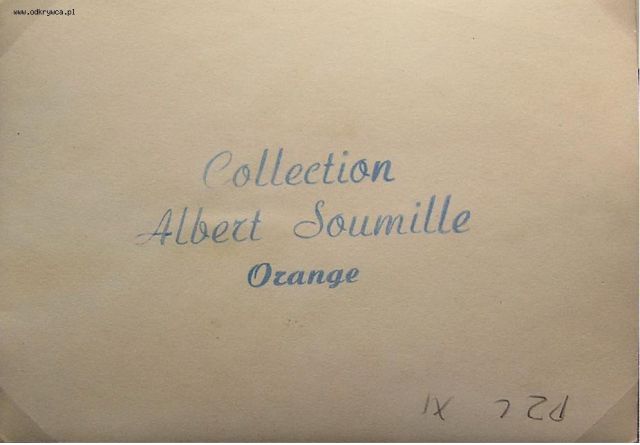 www.odkrywca.pl
Collection
Albert Soumille
Orange